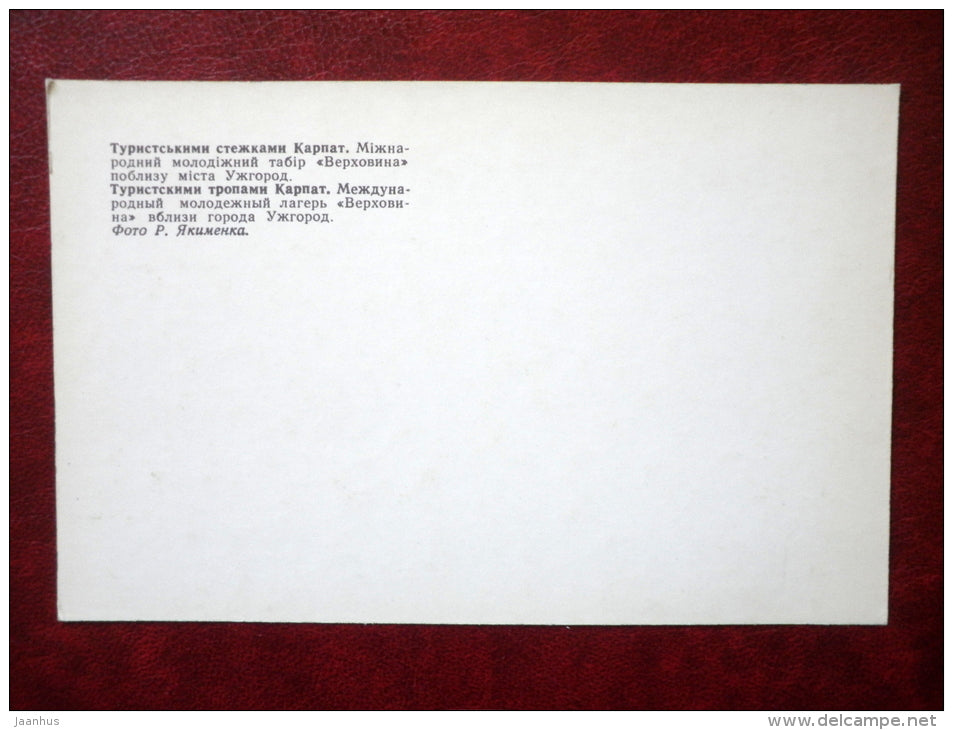 Туристськими стежками Карпат. Міжна-
родний молодіжний табір «Верховина»
поблизу міста Ужгород.
Туристскими тропами Карпат. Междуна-
родный молодежный лагерь «Верхови-
на» вблизи города Ужгород.
Фото Р. Якименка.
jaanhus
www.delcampe.net